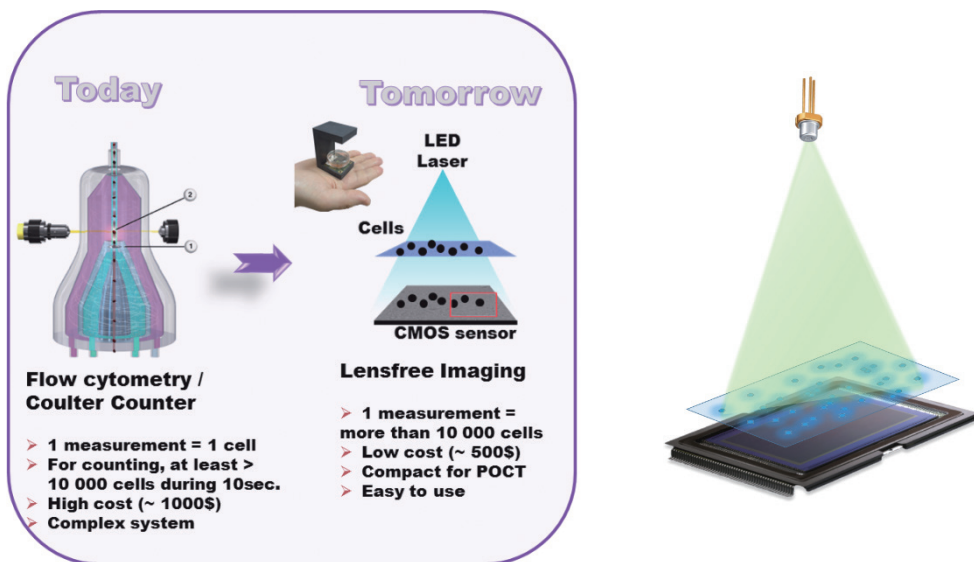 Today
2
1
Flow cytometry /
Coulter Counter
➢ 1 measurement = 1 cell
➢ For counting, at least >
10 000 cells during 10sec.
➢ High cost (~ 1000$)
➢ Complex system
Tomorrow
LED
Laser
Cells
CMOS sensor
Lensfree Imaging
➢ 1 measurement =
more than 10 000 cells
➢ Low cost (~ 500$)
➢ Compact for POCT
➢ Easy to use